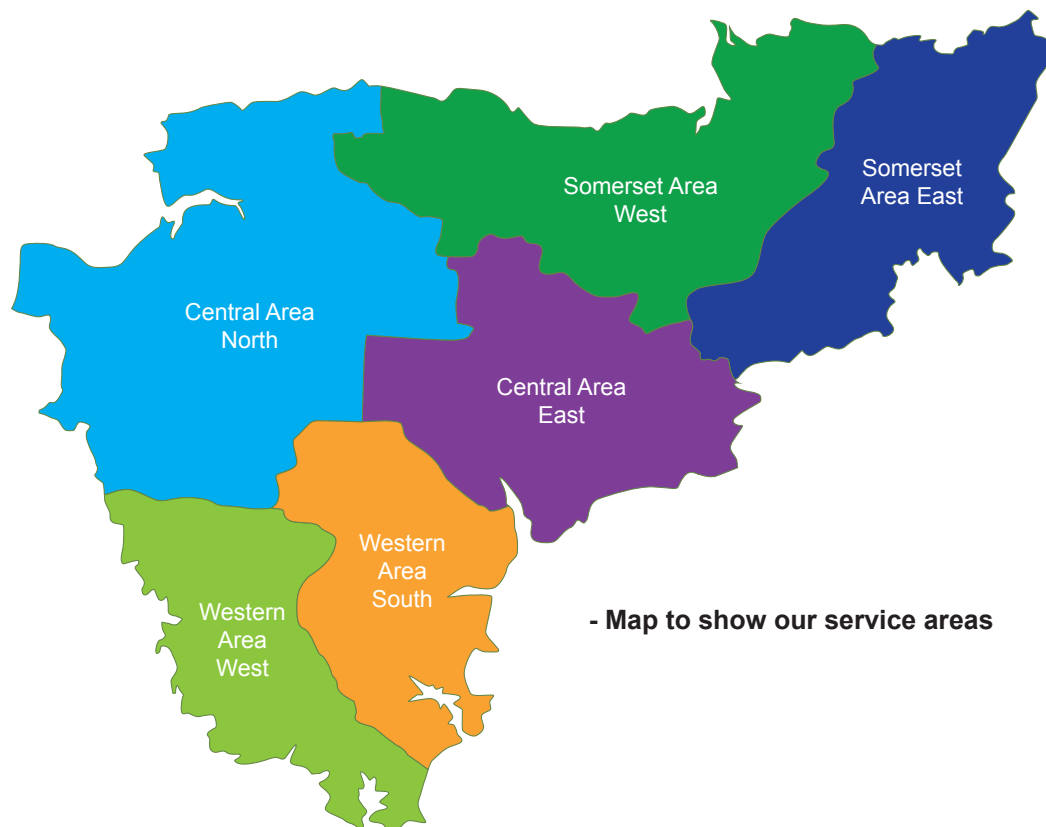 Somerset Area
West
Somerset
Area East
Central Area
North
Central Area
East
Western
Area
South
Western
Area
West
- Map to show our service areas